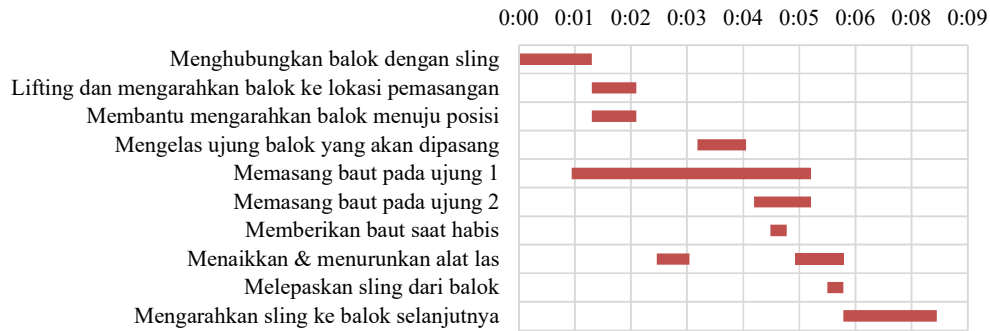 0:00 0:01 0:02 0:03 0:04 0:05 0:06 0:08 0:09
Menghubungkan balok dengan sling
Lifting dan mengarahkan balok ke lokasi pemasangan
Membantu mengarahkan balok menuju posisi
Mengelas ujung balok yang akan dipasang
Memasang baut pada ujung 1
Memasang baut pada ujung 2
Memberikan baut saat habis
Menaikkan & menurunkan alat las
Melepaskan sling dari balok
Mengarahkan sling ke balok selanjutnya